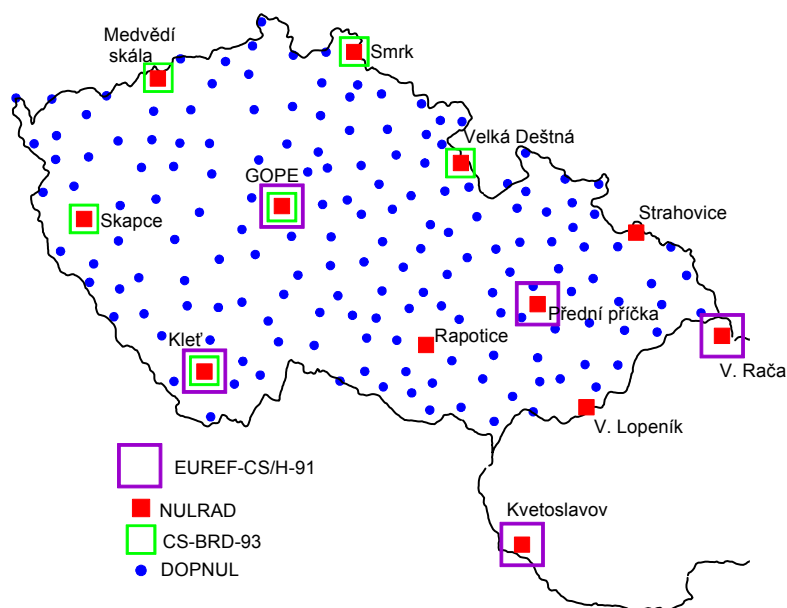 Medvědí
skála
Smrk
Velká Deštná
GOPE
Skapce
Strahovice
Přední příčka
Kleť
Rapotice
V. Rača
V. Lopeník
EUREF-CS/H-91
NULRAD
Kvetoslavov
CS-BRD-93
DOPNUL